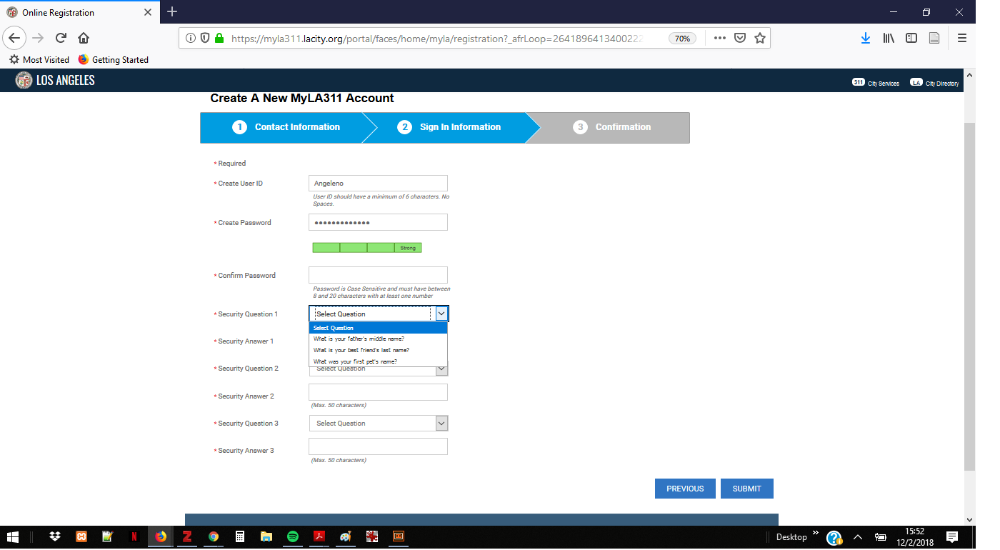 Online Registration
https://myla311.lacity.org/portal/faces/home/myla/registration?_afrLoop=2641896413400222
70%
Most Visited
Getting Started
LOS ANGELES
311 City Services
LA City Directory
Create A New MyLA311 Account
1 Contact Information
2 Sign In Information
3 Confirmation
* Required
* Create User ID
Angeleno
User ID should have a minimum of 6 characters. No
Spaces.
* Create Password
Strong
* Confirm Password
Password is Case Sensitive and must have between
8 and 20 characters with at least one number
* Security Question 1
Select Question
Select Question
What is your father's middle name?
* Security Answer 1
What is your best friend's last name?
What was your first pet's name?
* Security Question 2
Select Question
* Security Answer 2
(Max. 50 characters)
* Security Question 3
Select Question
* Security Answer 3
(Max. 50 characters)
PREVIOUS
SUBMIT
Desktop
15:52
12/2/2018